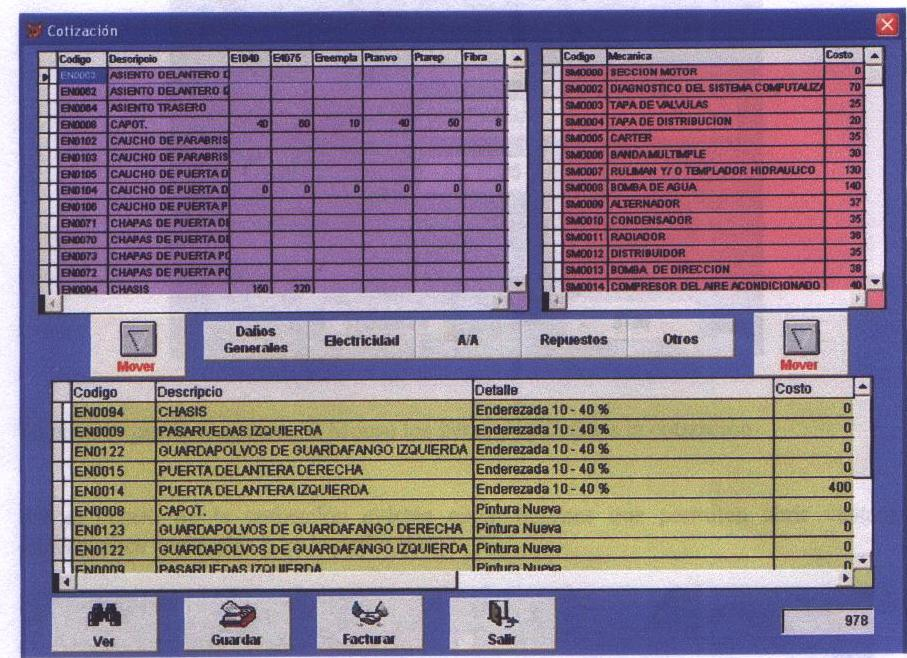 Cotización
Codigo Descripcio E1040 E4075 Ereempla Ptanvo Ptarep Fibra
EN0003 ASIENTO DELANTERO D
EN0002 ASIENTO DELANTERO
EN0004 ASIENTO TRASERO
EN0008 CAPOT. 40 80 10 40 50 8
EN0102 CAUCHO DE PARABRIS
EN0103 CAUCHO DE PARABRIS
EN0105 CAUCHO DE PUERTA D
EN0104 CAUCHO DE PUERTA D 0 0 0 0 0 0
EN0106 CAUCHO DE PUERTA P
EN0071 CHAPAS DE PUERTA DE
EN0070 CHAPAS DE PUERTA DE
EN0073 CHAPAS DE PUERTA PO
EN0072 CHAPAS DE PUERTA PO
EN0094 CHASIS 160 320
Codigo Mecanica Costo
SM0000 SECCION MOTOR 0
SM0002 DIAGNOSTICO DEL SISTEMA COMPUTALIZA 70
SM0003 TAPA DE VALVULAS 25
SM0004 TAPA DE DISTRIBUCION 20
SM0005 CARTER 35
SM0006 BANDA MULTIMPLE 30
SM0007 RULIMAN Y/ O TEMPLADOR HIDRAULICO 130
SM0008 BOMBA DE AGUA 140
SM0009 ALTERNADOR 37
SM0010 CONDENSADOR 35
SM0011 RADIADOR 38
SM0012 DISTRIBUIDOR 35
SM0013 BOMBA DE DIRECCION 38
SM0014 COMPRESOR DEL AIRE ACONDICIONADO 40
Mover
Daños
Generales
Electricidad
A/A
Repuestos
Otros
Mover
Codigo Descripcio Detalle Costo
EN0094 CHASIS Enderezada 10 - 40 % 0
EN0009 PASARUEDAS IZQUIERDA Enderezada 10 - 40 % 0
EN0122 GUARDAPOLVOS DE GUARDAFANGO IZQUIERDA Enderezada 10 - 40 % 0
EN0015 PUERTA DELANTERA DERECHA Enderezada 10 - 40 % 0
EN0014 PUERTA DELANTERA IZQUIERDA Enderezada 10 - 40 % 400
EN0008 CAPOT. Pintura Nueva 0
EN0123 GUARDAPOLVOS DE GUARDAFANGO DERECHA Pintura Nueva 0
EN0122 GUARDAPOLVOS DE GUARDAFANGO IZQUIERDA Pintura Nueva 0
EN0009 PASARUEDAS IZQUIERDA Pintura Nueva 0
Ver
Guardar
Facturar
Salir
978